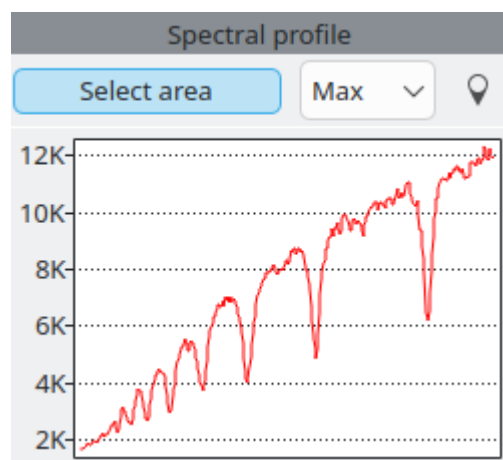 Spectral profile
Select area
Max
12K
10K
8K
6K
4K
2K